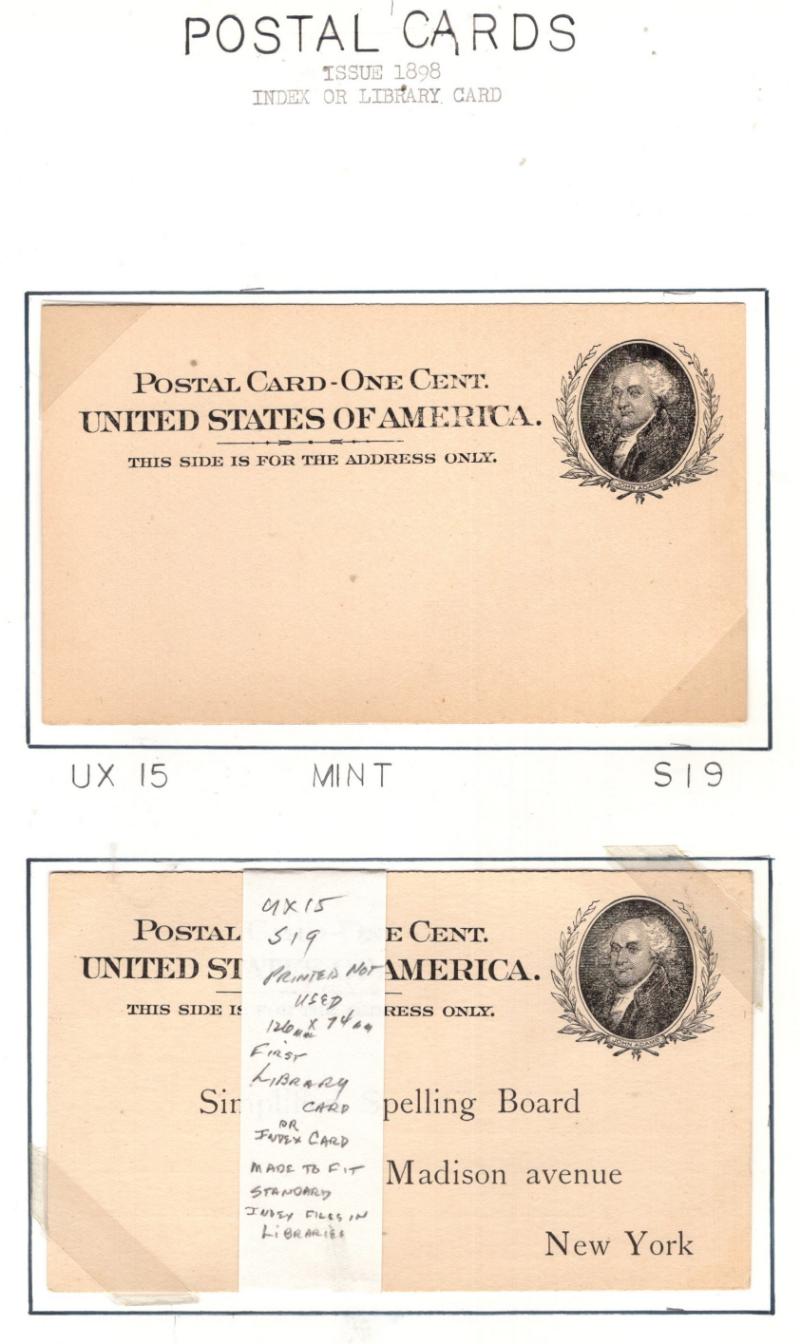 POSTAL CARDS
ISSUE 1898
INDEX OR LIBRARY CARD
POSTAL CARD - ONE CENT.
UNITED STATES OF AMERICA.
THIS SIDE IS FOR THE ADDRESS ONLY.
JOHN ADAMS
UX 15 MINT S19
POSTAL E CENT.
UNITED ST AMERICA.
THIS SIDE IS RESS ONLY.
JOHN ADAMS
UX15
S19
PRINTED NOT
USED
126mm x 74mm
FIRST
LIBRARY
CARD
OR
INDEX CARD
MADE TO FIT
STANDARD
INDEX FILES IN
LIBRARIES
Simplified Spelling Board
Madison avenue
New York